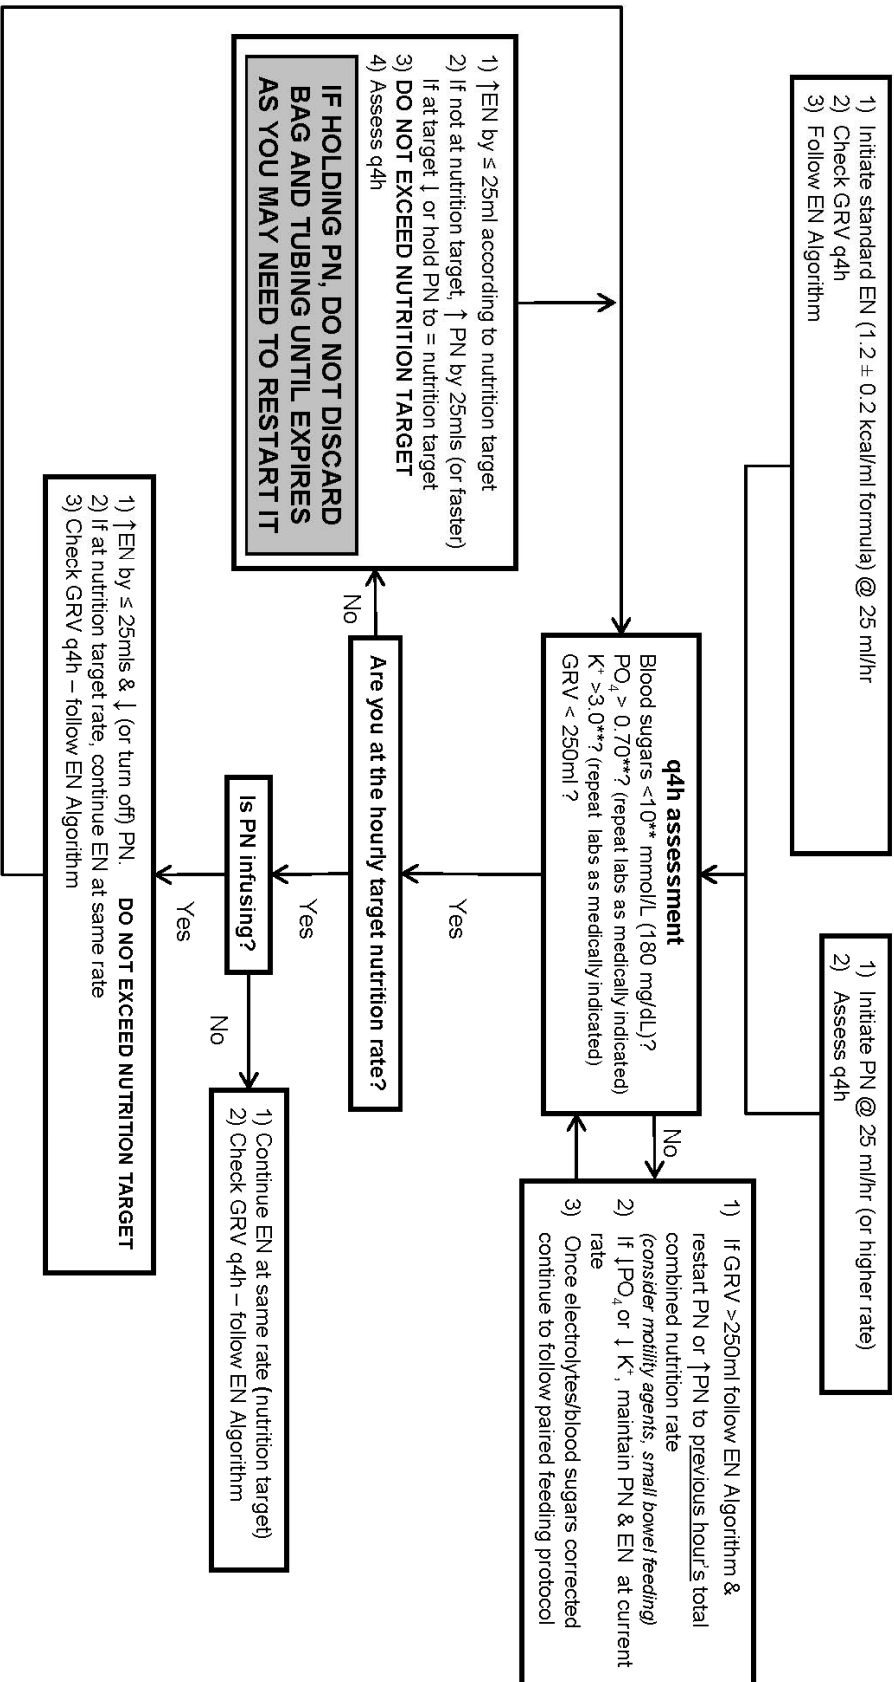 1) Initiate standard EN (1.2 ± 0.2 kcal/ml formula) @ 25 ml/hr
2) Check GRV q4h
3) Follow EN Algorithm
1) Initiate PN @ 25 ml/hr (or higher rate)
2) Assess q4h
q4h assessment
Blood sugars <10** mmol/L (180 mg/dL)?
PO4 > 0.70**? (repeat labs as medically indicated)
K+ >3.0**? (repeat labs as medically indicated)
GRV < 250ml ?
No
1) If GRV >250ml follow EN Algorithm &
restart PN or ↑PN to previous hour's total
combined nutrition rate
(consider motility agents, small bowel feeding)
2) If ↓PO4 or ↓ K+, maintain PN & EN at current
rate
3) Once electrolytes/blood sugars corrected
continue to follow paired feeding protocol
Yes
Are you at the hourly target nutrition rate?
No
1) ↑EN by ≤ 25ml according to nutrition target
2) If not at nutrition target, ↑ PN by 25mls (or faster)
If at target ↓ or hold PN to = nutrition target
3) DO NOT EXCEED NUTRITION TARGET
4) Assess q4h
IF HOLDING PN, DO NOT DISCARD
BAG AND TUBING UNTIL EXPIRES
AS YOU MAY NEED TO RESTART IT
Yes
Is PN infusing?
No
1) Continue EN at same rate (nutrition target)
2) Check GRV q4h – follow EN Algorithm
Yes
1) ↑EN by ≤ 25mls & ↓ (or turn off) PN. DO NOT EXCEED NUTRITION TARGET
2) If at nutrition target rate, continue EN at same rate
3) Check GRV q4h – follow EN Algorithm